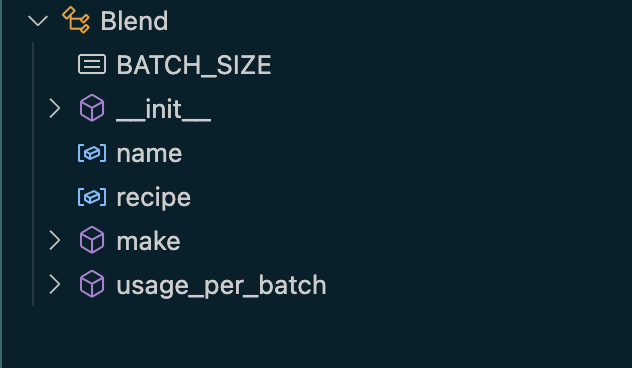 Blend
BATCH_SIZE
__init__
name
recipe
make
usage_per_batch